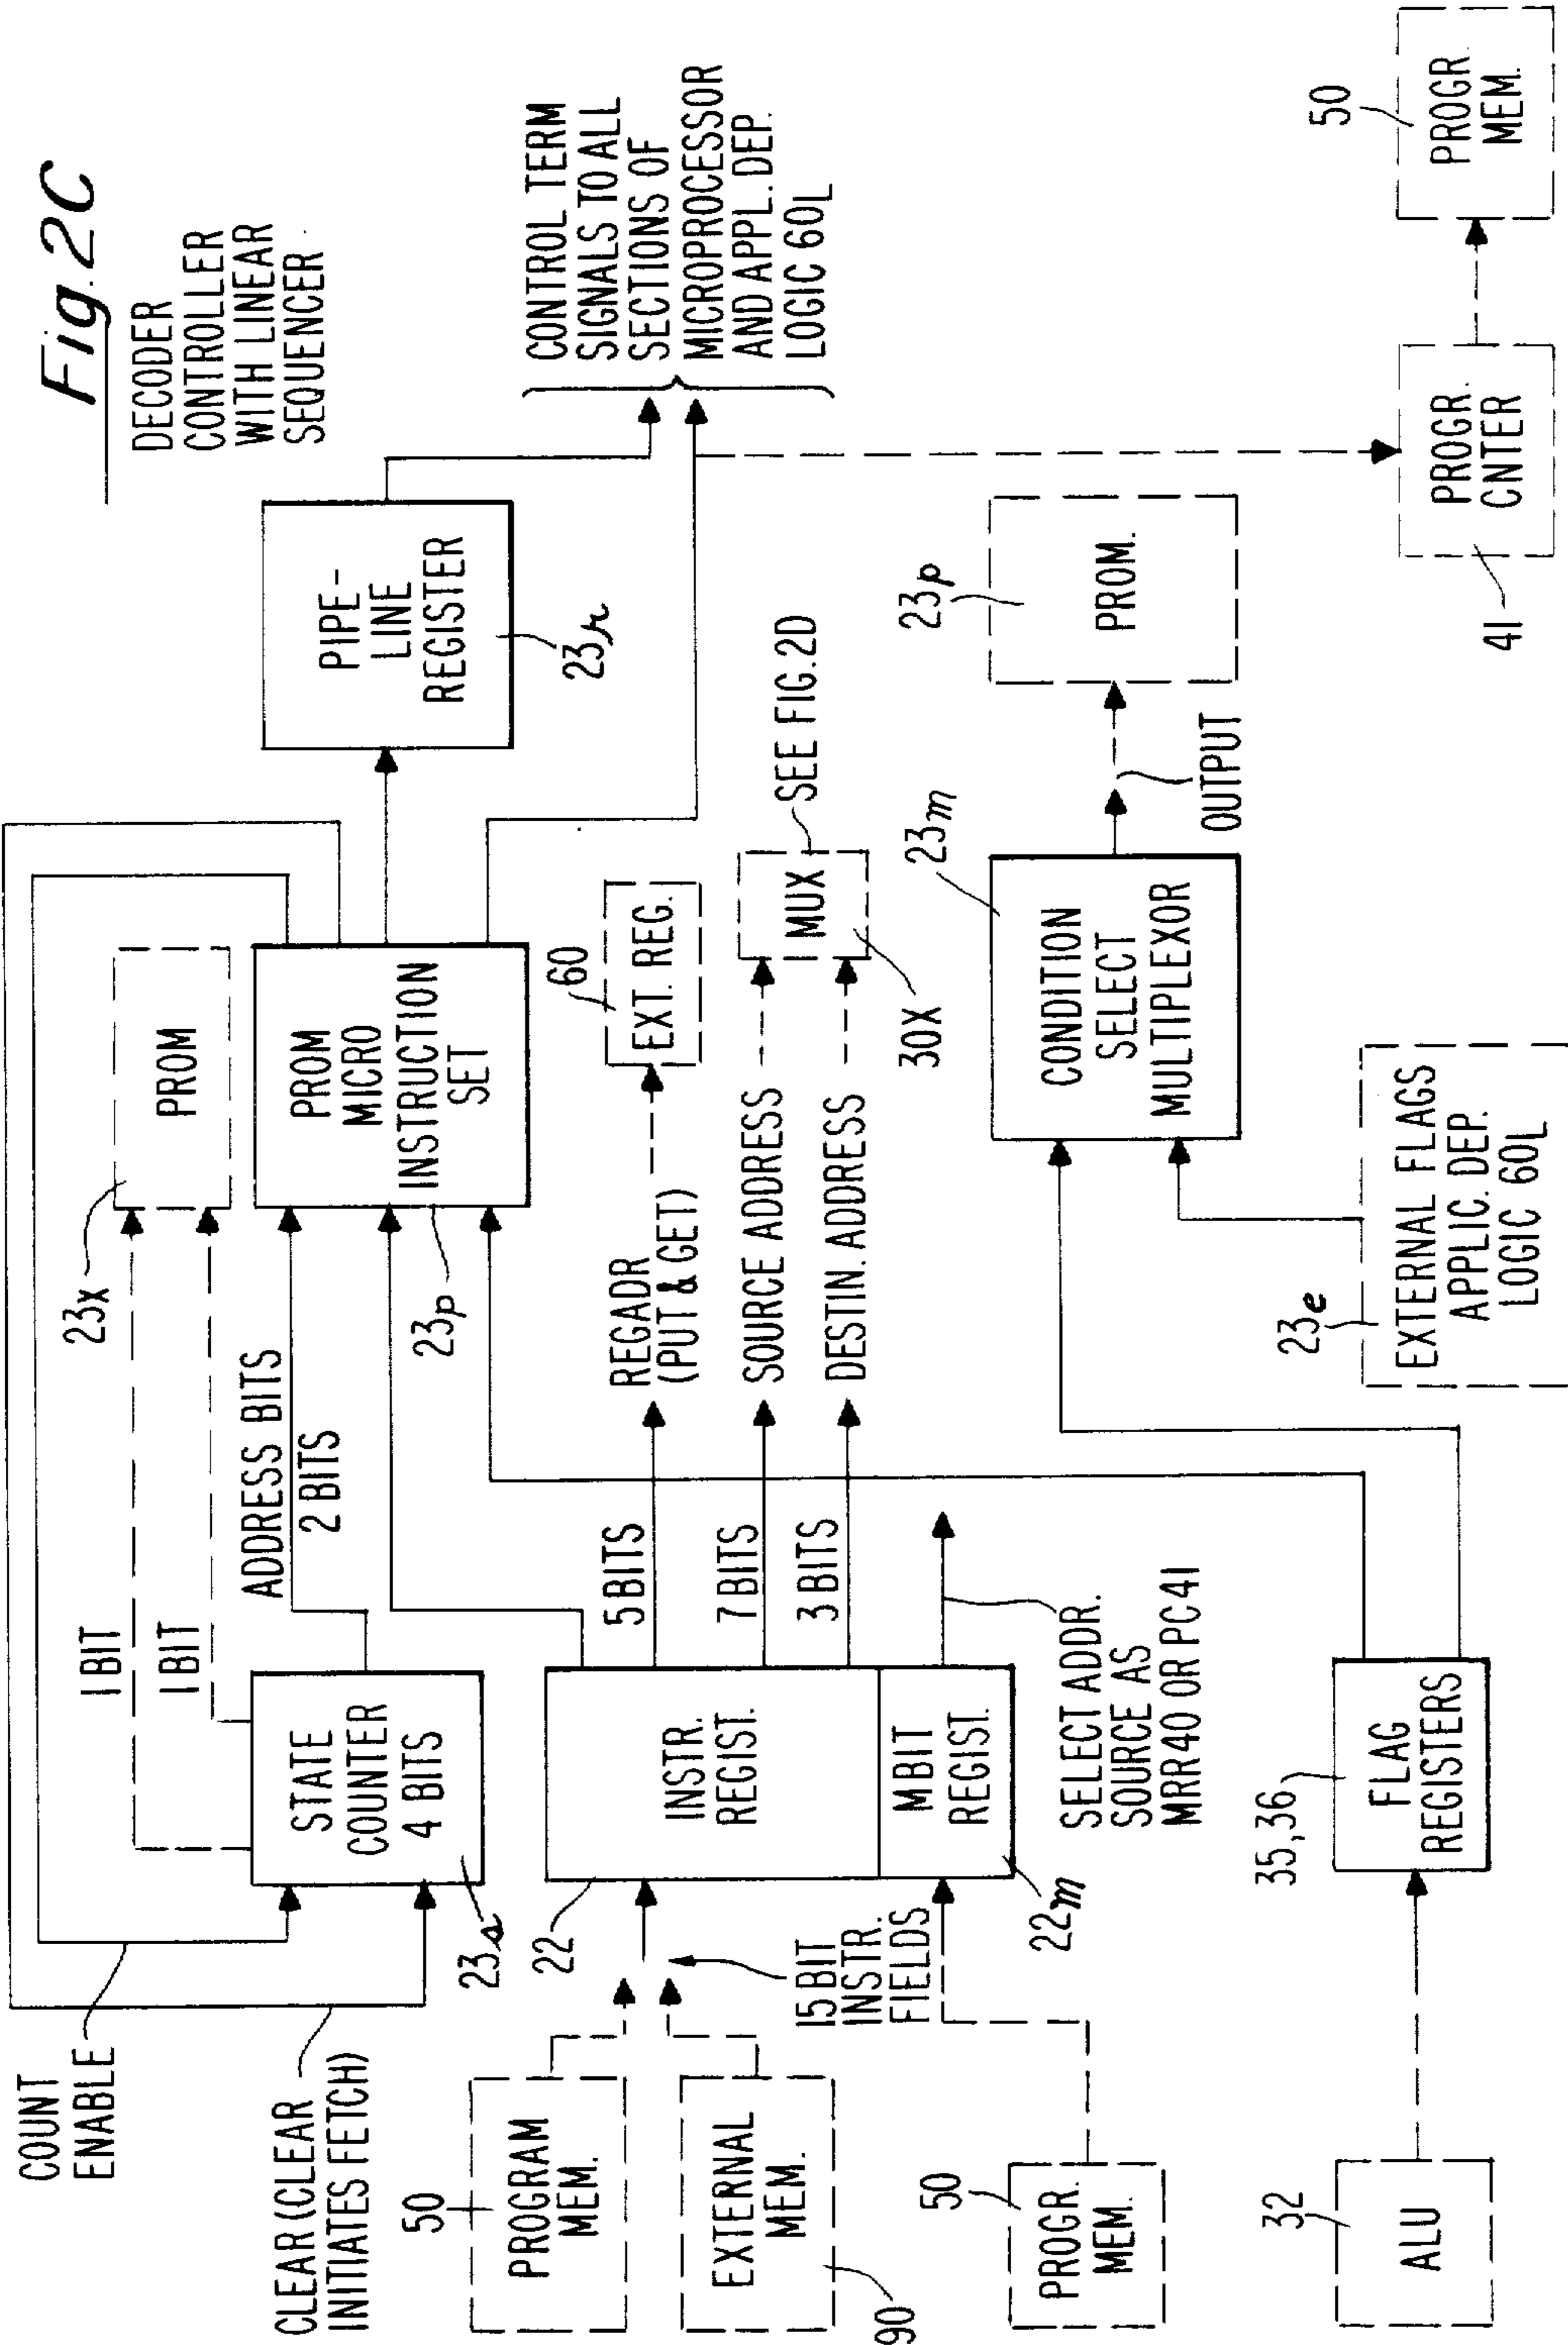 Fig. 2C
DECODER
CONTROLLER
WITH LINEAR
SEQUENCER
COUNT
ENABLE
CLEAR (CLEAR
INITIATES FETCH)
1 BIT
1 BIT
ADDRESS BITS
2 BITS
STATE
COUNTER
4 BITS
23s
23x
PROM
PROM
MICRO
INSTRUCTION
SET
23p
PIPE-
LINE
REGISTER
23r
CONTROL TERM
SIGNALS TO ALL
SECTIONS OF
MICROPROCESSOR
AND APPL. DEP.
LOGIC 60L
50
PROGRAM
MEM.
EXTERNAL
MEM.
90
15 BIT
INSTR.
FIELDS
22
INSTR.
REGIST.
MBIT
REGIST.
22m
50
PROGR.
MEM.
5 BITS
REGADR
(PUT & GET)
60
EXT. REG.
7 BITS
SOURCE ADDRESS
3 BITS
DESTIN. ADDRESS
MUX
SEE FIG. 2D
30X
SELECT ADDR.
SOURCE AS
MRR40 OR PC41
32
ALU
35,36
FLAG
REGISTERS
23e
EXTERNAL FLAGS
APPLIC. DEP.
LOGIC 60L
CONDITION
SELECT
MULTIPLEXOR
23m
OUTPUT
23p
PROM.
PROGR.
CNTER
41
50
PROGR.
MEM.